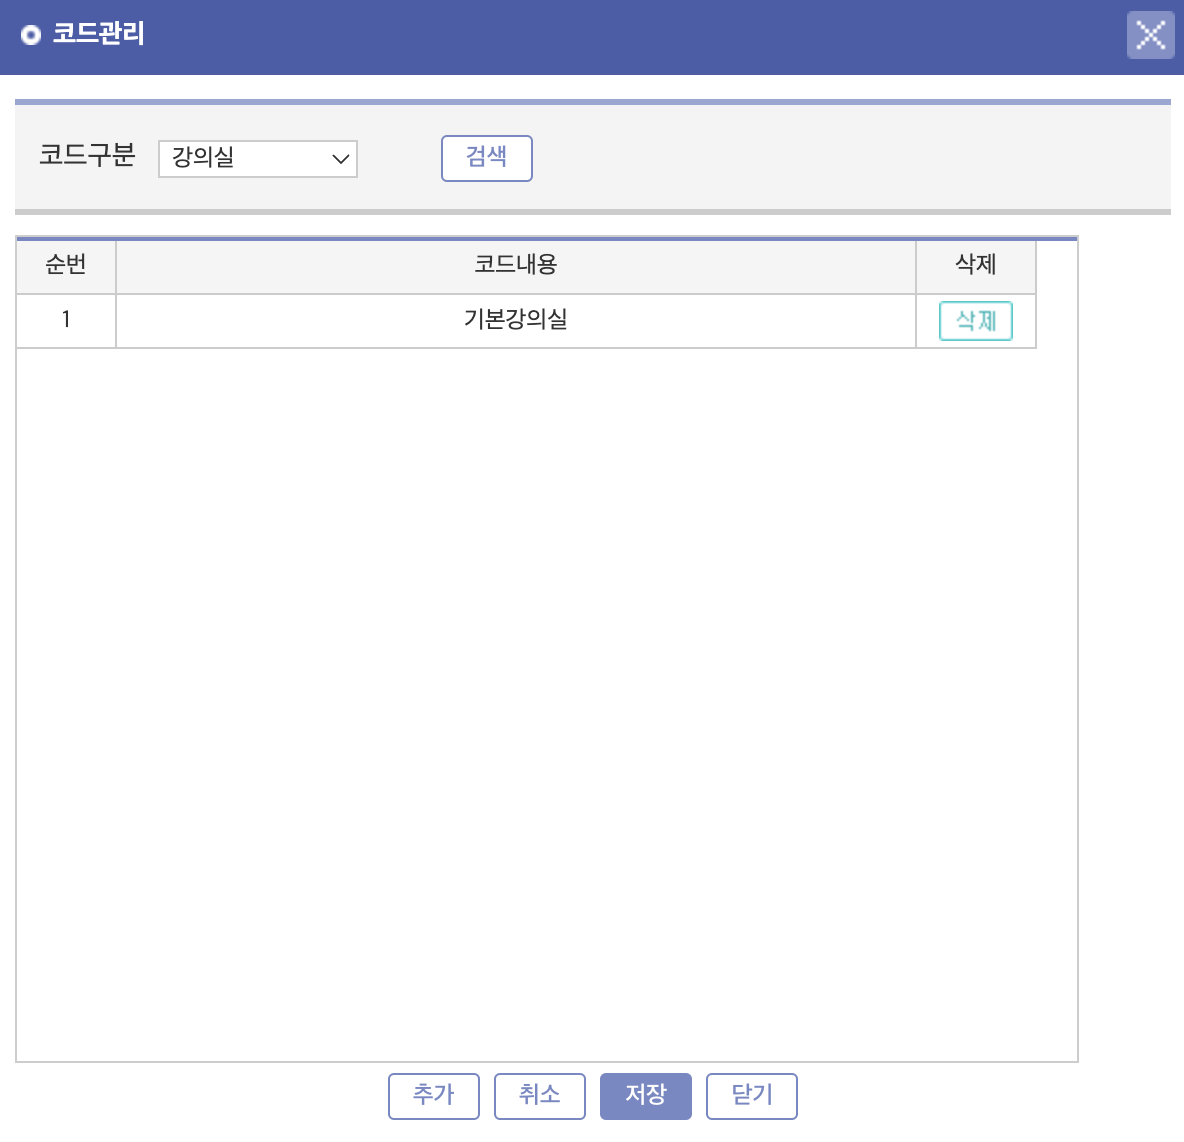 코드관리
코드구분 강의실 검색
순번 코드내용 삭제
1 기본강의실 삭제
추가 취소 저장 닫기